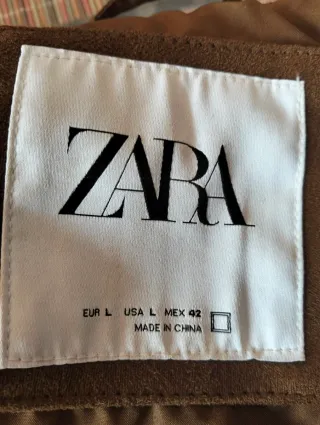 ZARA
EUR L USA L MEX 42
MADE IN CHINA